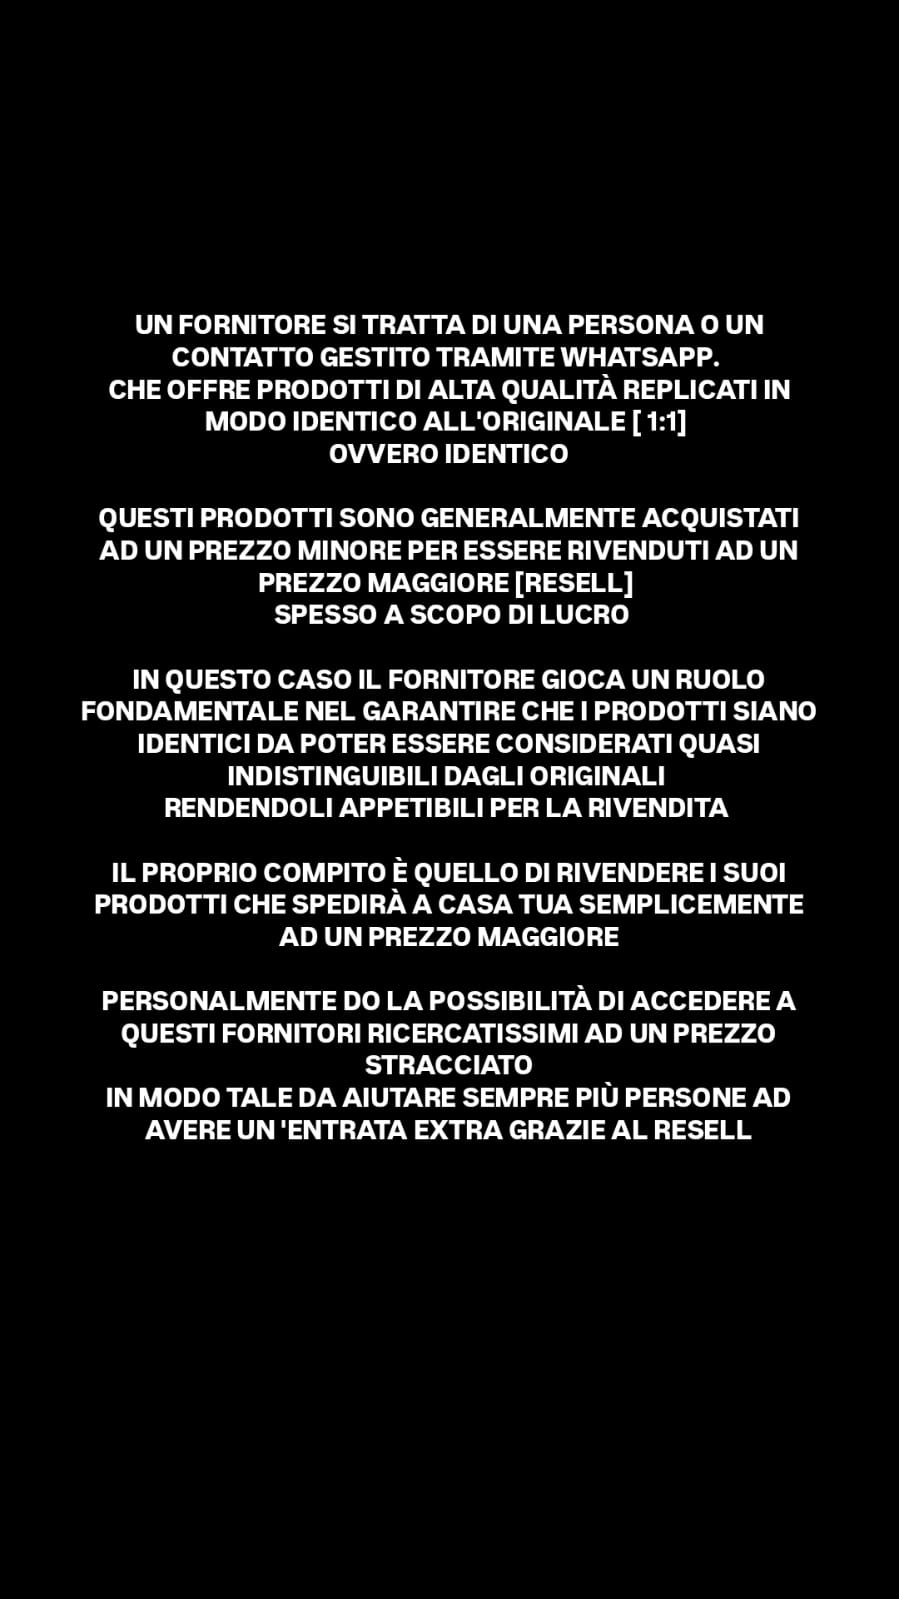 UN FORNITORE SI TRATTA DI UNA PERSONA O UN
CONTATTO GESTITO TRAMITE WHATSAPP.
CHE OFFRE PRODOTTI DI ALTA QUALITÀ REPLICATI IN
MODO IDENTICO ALL'ORIGINALE [ 1:1]
OVVERO IDENTICO
QUESTI PRODOTTI SONO GENERALMENTE ACQUISTATI
AD UN PREZZO MINORE PER ESSERE RIVENDUTI AD UN
PREZZO MAGGIORE [RESELL]
SPESSO A SCOPO DI LUCRO
IN QUESTO CASO IL FORNITORE GIOCA UN RUOLO
FONDAMENTALE NEL GARANTIRE CHE I PRODOTTI SIANO
IDENTICI DA POTER ESSERE CONSIDERATI QUASI
INDISTINGUIBILI DAGLI ORIGINALI
RENDENDOLI APPETIBILI PER LA RIVENDITA
IL PROPRIO COMPITO È QUELLO DI RIVENDERE I SUOI
PRODOTTI CHE SPEDIRÀ A CASA TUA SEMPLICEMENTE
AD UN PREZZO MAGGIORE
PERSONALMENTE DO LA POSSIBILITÀ DI ACCEDERE A
QUESTI FORNITORI RICERCATISSIMI AD UN PREZZO
STRACCIATO
IN MODO TALE DA AIUTARE SEMPRE PIÙ PERSONE AD
AVERE UN 'ENTRATA EXTRA GRAZIE AL RESELL